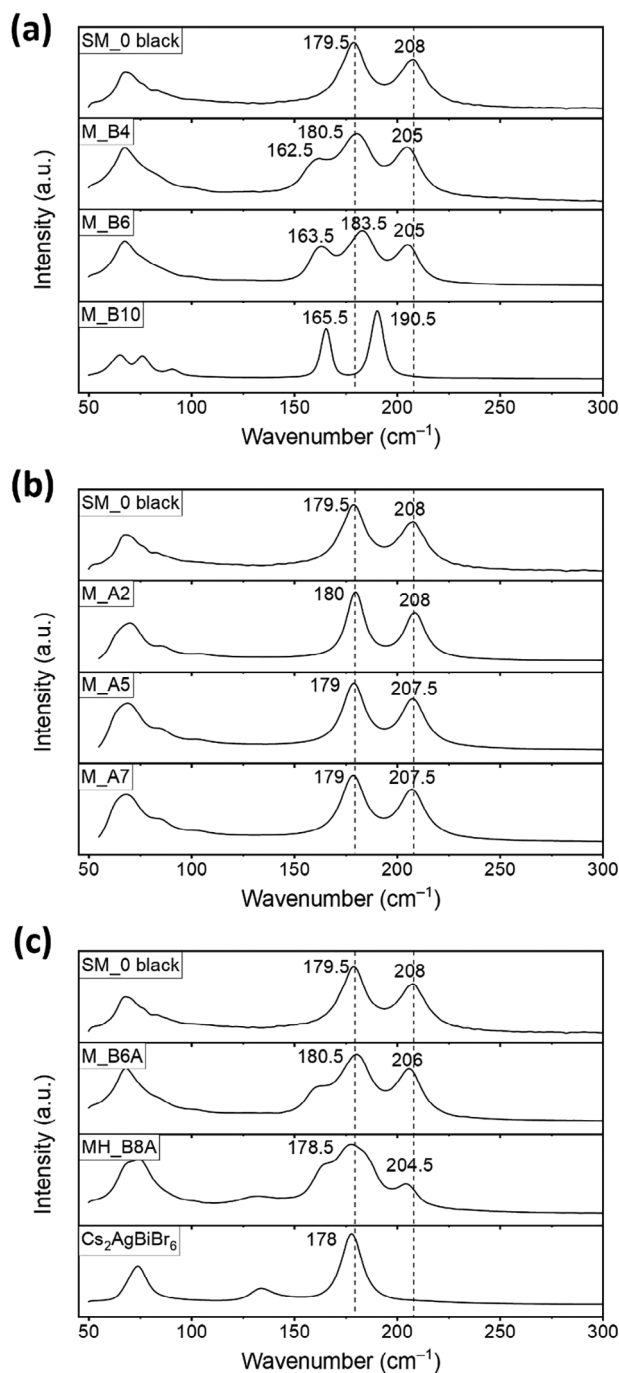 (a)
SM_0 black
179.5
208
M_B4
162.5
180.5
205
M_B6
163.5
183.5
205
M_B10
165.5
190.5
Intensity (a.u.)
50 100 150 200 250 300
Wavenumber (cm⁻¹)
(b)
SM_0 black
179.5
208
M_A2
180
208
M_A5
179
207.5
M_A7
179
207.5
Intensity (a.u.)
50 100 150 200 250 300
Wavenumber (cm⁻¹)
(c)
SM_0 black
179.5
208
M_B6A
180.5
206
MH_B8A
178.5
204.5
Cs₂AgBiBr₆
178
Intensity (a.u.)
50 100 150 200 250 300
Wavenumber (cm⁻¹)